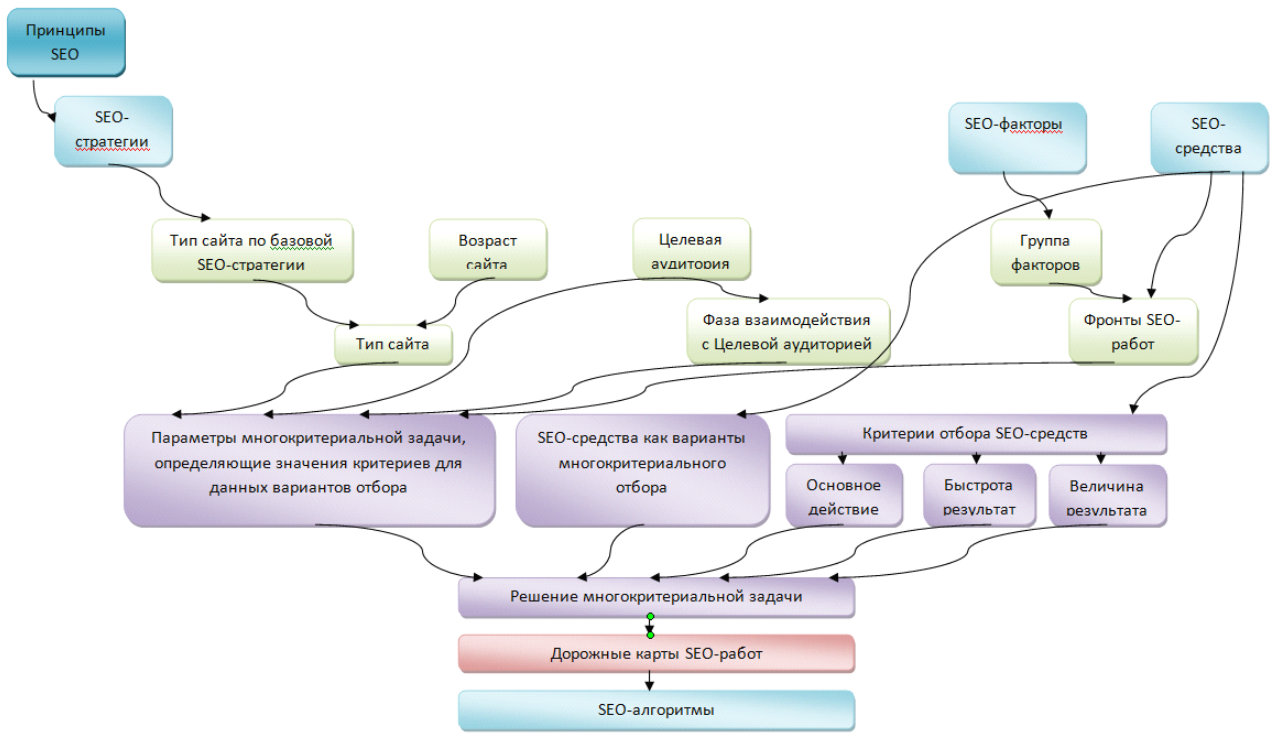 Принципы
SEO
SEO-
стратегии
SEO-факторы
SEO-
средства
Тип сайта по базовой
SEO-стратегии
Возраст
сайта
Целевая
аудитория
Группа
факторов
Тип сайта
Фаза взаимодействия
с Целевой аудиторией
Фронты SEO-
работ
Параметры многокритериальной задачи,
определяющие значения критериев для
данных вариантов отбора
SEO-средства как варианты
многокритериального
отбора
Критерии отбора SEO-средств
Основное
действие
Быстрота
результат
Величина
результата
Решение многокритериальной задачи
Дорожные карты SEO-работ
SEO-алгоритмы